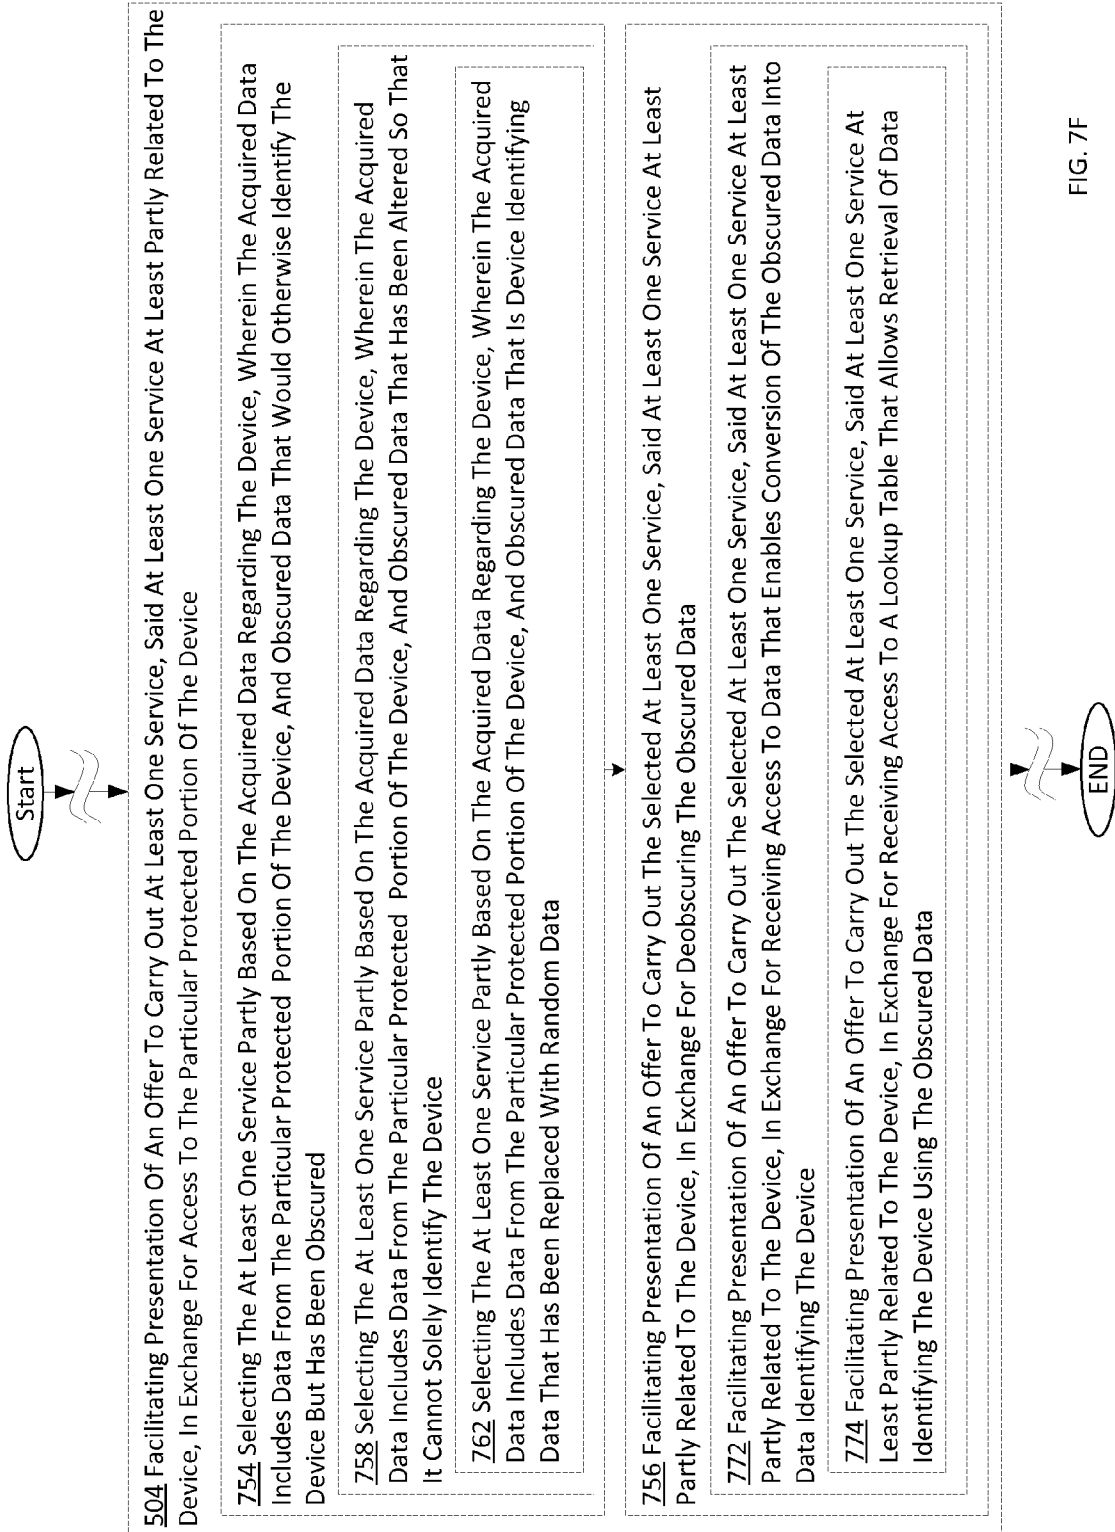 Start
504 Facilitating Presentation Of An Offer To Carry Out At Least One Service, Said At Least One Service At Least Partly Related To The
Device, In Exchange For Access To The Particular Protected Portion Of The Device
754 Selecting The At Least One Service Partly Based On The Acquired Data Regarding The Device, Wherein The Acquired Data
Includes Data From The Particular Protected Portion Of The Device, And Obscured Data That Would Otherwise Identify The
Device But Has Been Obscured
758 Selecting The At Least One Service Partly Based On The Acquired Data Regarding The Device, Wherein The Acquired
Data Includes Data From The Particular Protected Portion Of The Device, And Obscured Data That Has Been Altered So That
It Cannot Solely Identify The Device
762 Selecting The At Least One Service Partly Based On The Acquired Data Regarding The Device, Wherein The Acquired
Data Includes Data From The Particular Protected Portion Of The Device, And Obscured Data That Is Device Identifying
Data That Has Been Replaced With Random Data
756 Facilitating Presentation Of An Offer To Carry Out The Selected At Least One Service, Said At Least One Service At Least
Partly Related To The Device, In Exchange For Deobscuring The Obscured Data
772 Facilitating Presentation Of An Offer To Carry Out The Selected At Least One Service, Said At Least One Service At Least
Partly Related To The Device, In Exchange For Receiving Access To Data That Enables Conversion Of The Obscured Data Into
Data Identifying The Device
774 Facilitating Presentation Of An Offer To Carry Out The Selected At Least One Service, Said At Least One Service At
Least Partly Related To The Device, In Exchange For Receiving Access To A Lookup Table That Allows Retrieval Of Data
Identifying The Device Using The Obscured Data
END
FIG. 7F